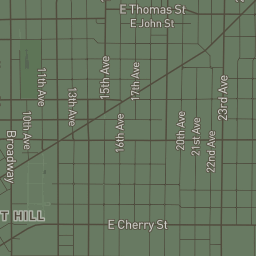 E Thomas St
E John St
11th Ave
10th Ave
Broadway
13th Ave
15th Ave
16th Ave
17th Ave
20th Ave
21st Ave
22nd Ave
23rd Ave
T HILL
E Cherry St